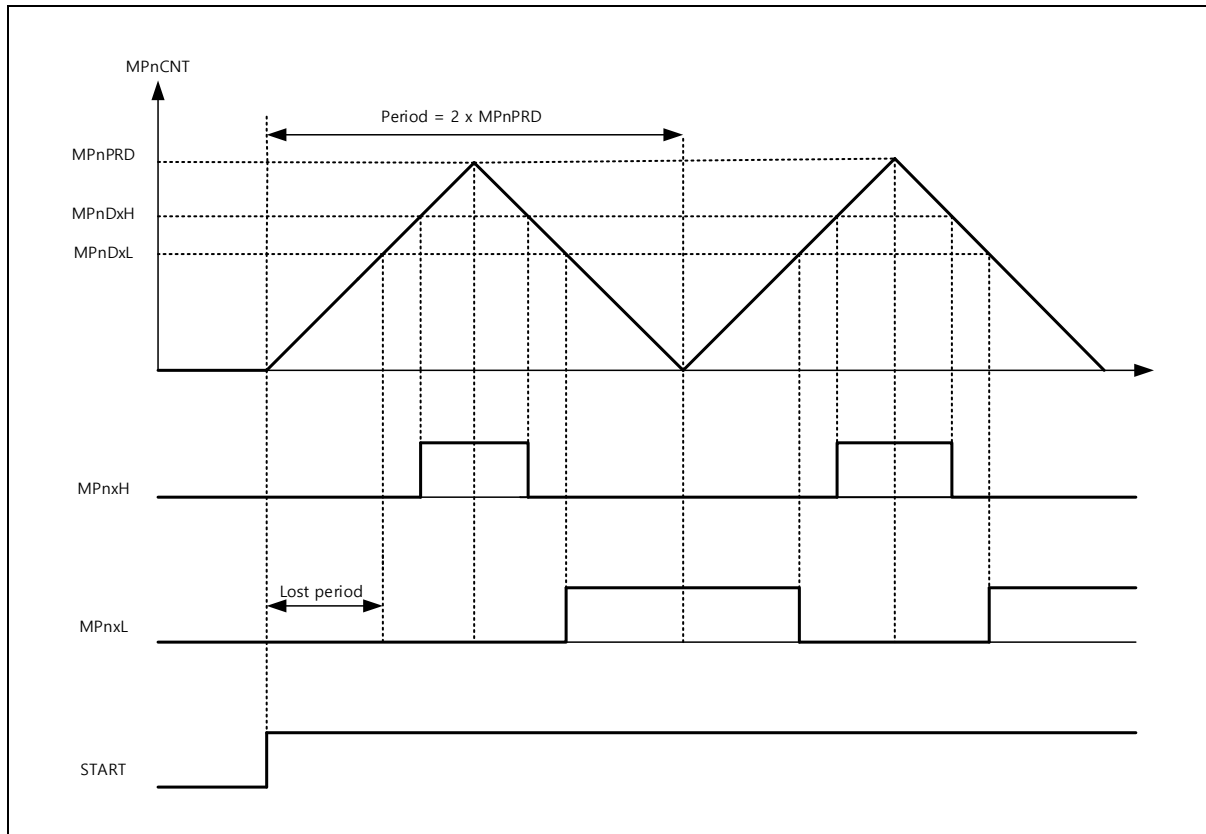 MPnCNT
Period = 2 x MPnPRD
MPnPRD
MPnDxH
MPnDxL
MPnxH
Lost period
MPnxL
START